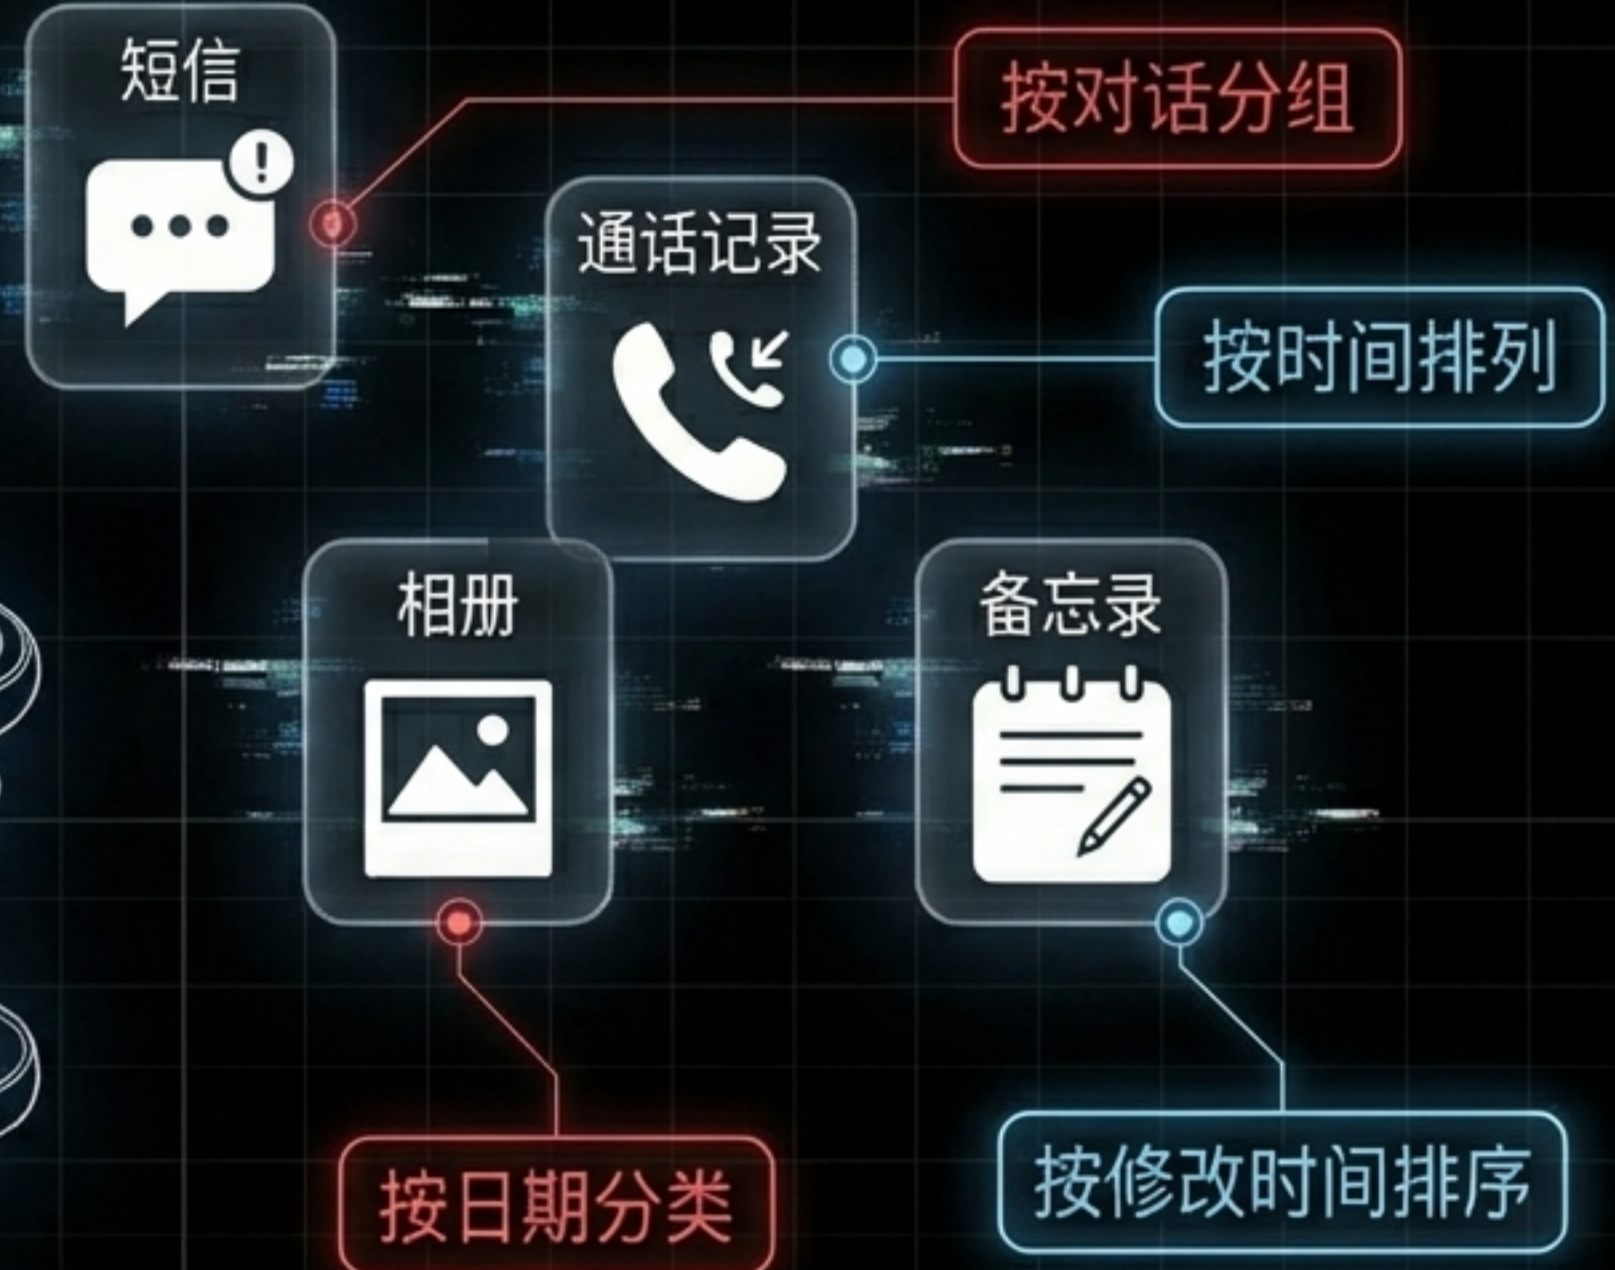 短信
按对话分组
通话记录
按时间排列
相册
备忘录
按日期分类
按修改时间排序